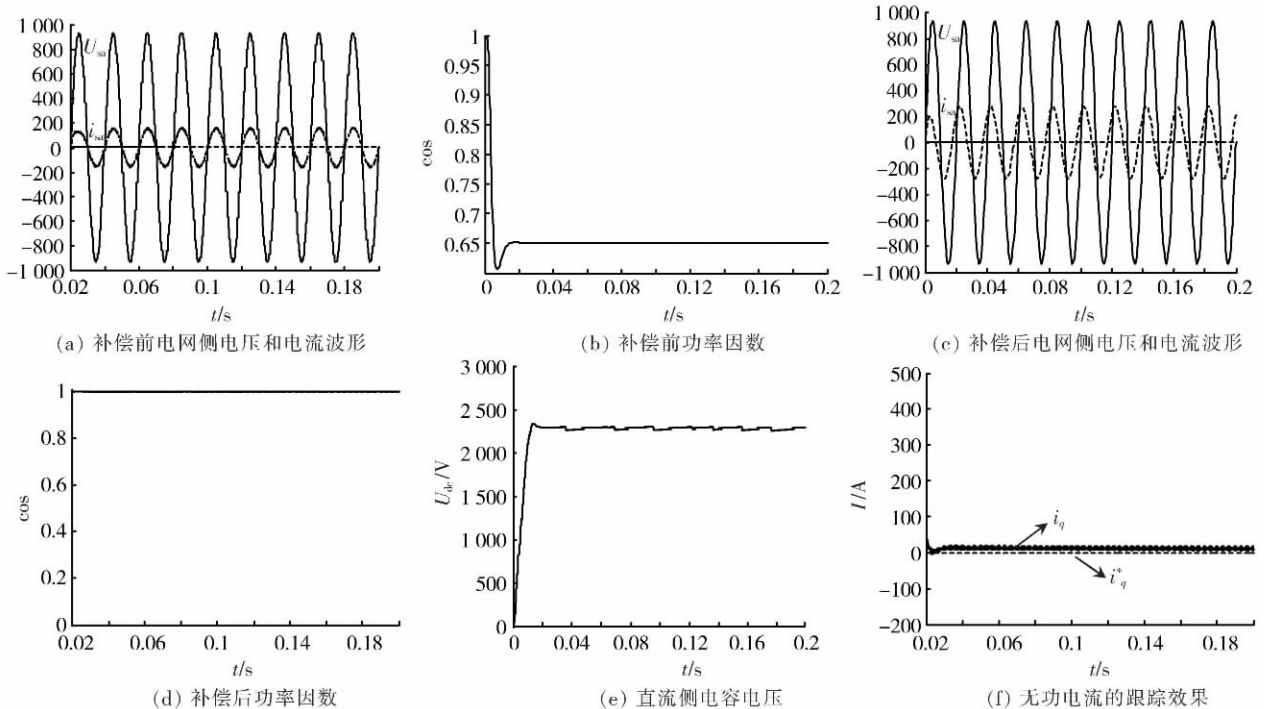 1 000
800
600
400
200
0
−200
−400
−600
−800
−1 000
U_sa
i_sa
0.02 0.06 0.1 0.14 0.18
t/s
(a) 补偿前电网侧电压和电流波形
1
0.95
0.9
0.85
0.8
0.75
0.7
0.65
cos
0 0.04 0.08 0.12 0.16 0.2
t/s
(b) 补偿前功率因数
1 000
800
600
400
200
0
−200
−400
−600
−800
−1 000
U_sa
i_sa
0 0.04 0.08 0.12 0.16 0.2
t/s
(c) 补偿后电网侧电压和电流波形
1
0.8
0.6
0.4
0.2
0
cos
0.02 0.06 0.1 0.14 0.18
t/s
(d) 补偿后功率因数
3 000
2 500
2 000
1 500
1 000
500
0
U_dc/V
0 0.04 0.08 0.12 0.16 0.2
t/s
(e) 直流侧电容电压
500
400
300
200
100
0
−100
−200
I/A
i_q
i*_q
0.02 0.06 0.1 0.14 0.18
t/s
(f) 无功电流的跟踪效果